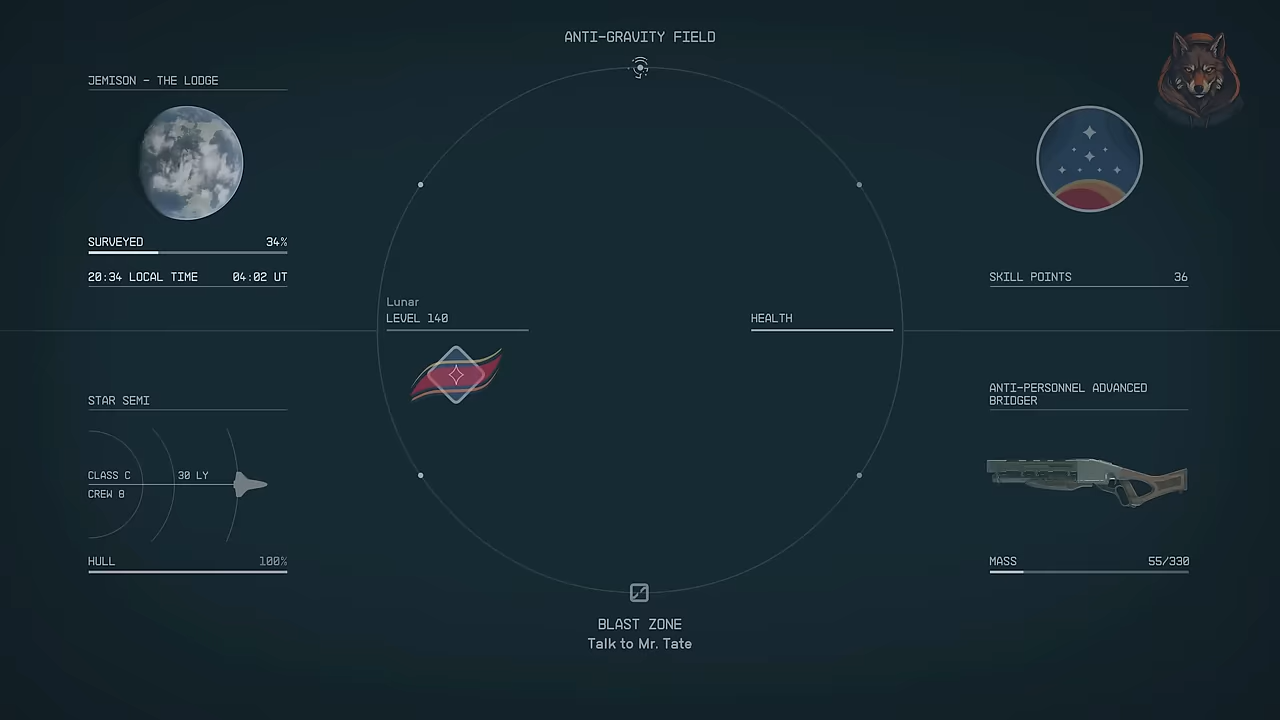 ANTI-GRAVITY FIELD
JEMISON - THE LODGE
SURVEYED 34%
20:34 LOCAL TIME 04:02 UT
SKILL POINTS 36
Lunar
LEVEL 140
HEALTH
STAR SEMI
CLASS C 30 LY
CREW 8
HULL 100%
ANTI-PERSONNEL ADVANCED
BRIDGER
MASS 55/330
BLAST ZONE
Talk to Mr. Tate